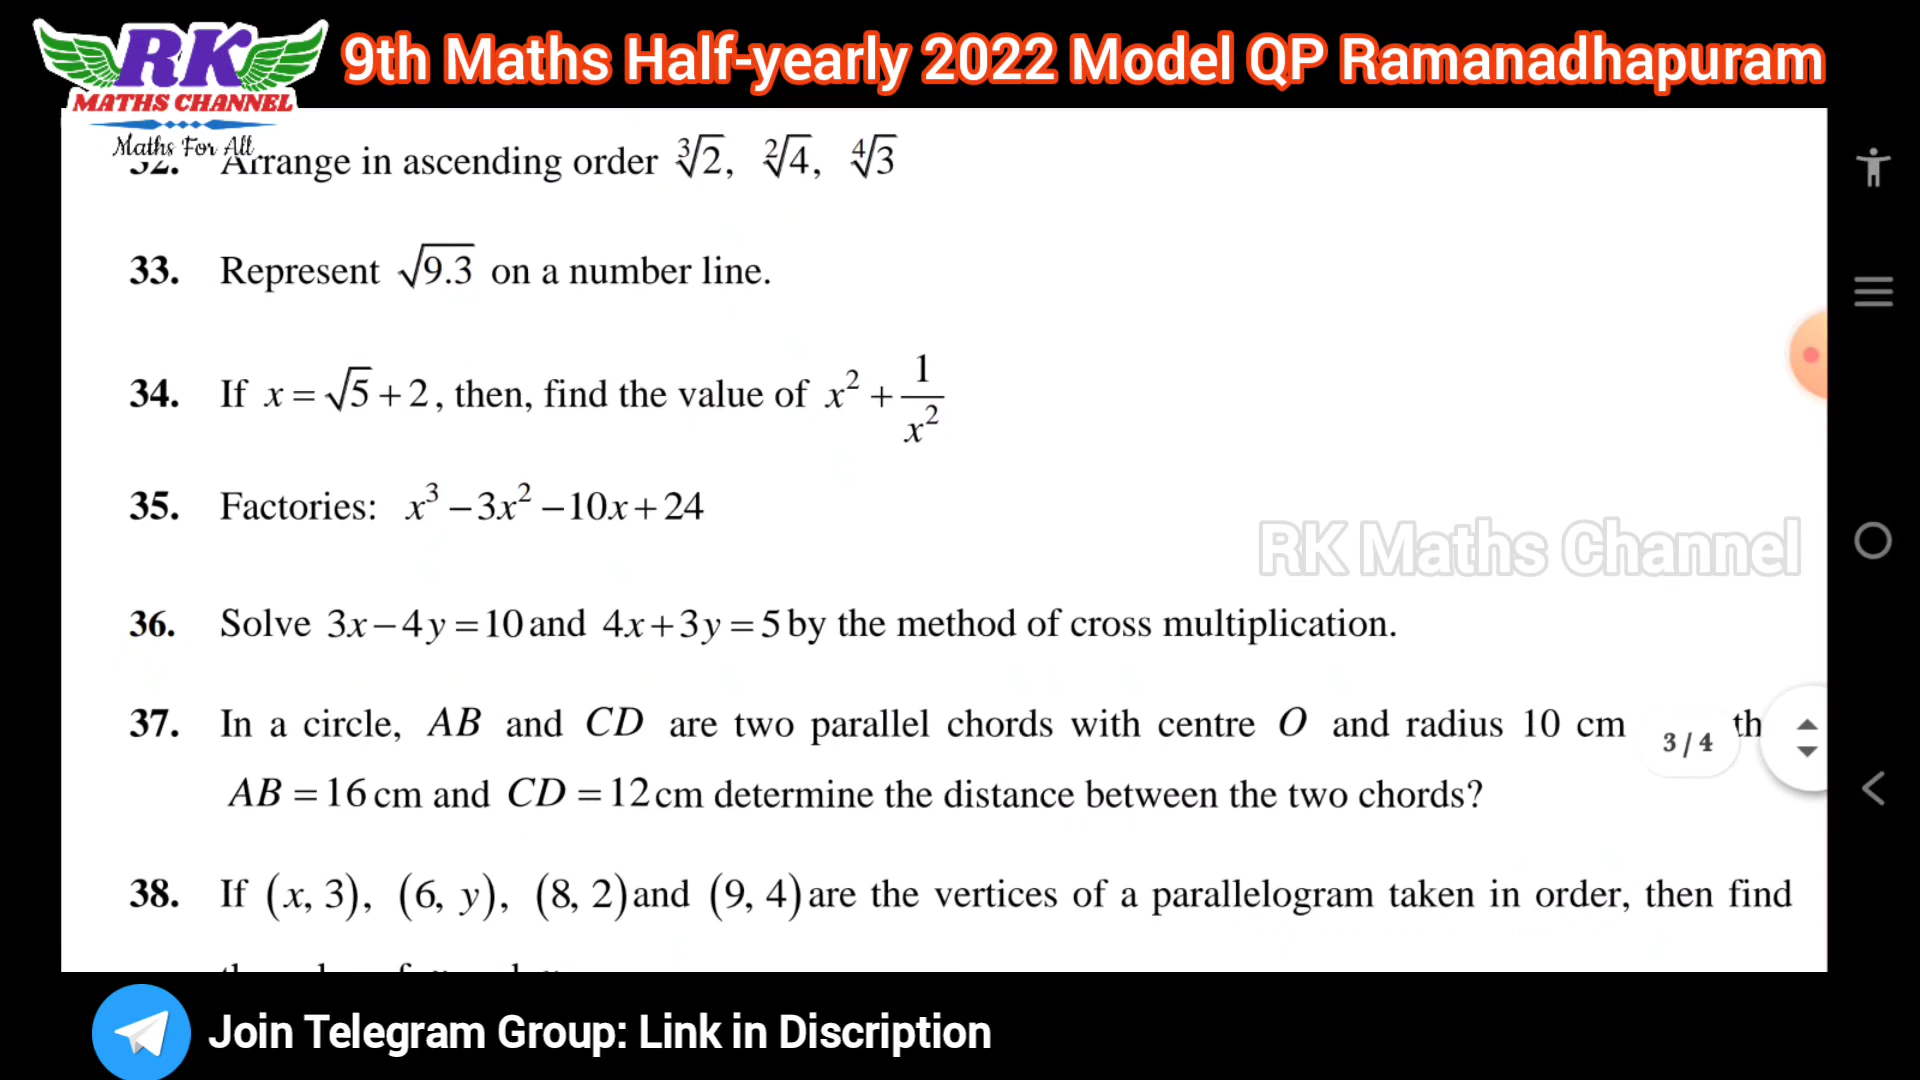 RK
MATHS CHANNEL
Maths For All
9th Maths Half-yearly 2022 Model QP Ramanadhapuram
32. Arrange in ascending order ∛2, ²√4, ∜3
33. Represent √9.3 on a number line.
34. If x = √5 + 2, then, find the value of x² + 1/x²
35. Factories: x³ − 3x² − 10x + 24
RK Maths Channel
36. Solve 3x − 4y = 10 and 4x + 3y = 5 by the method of cross multiplication.
37. In a circle, AB and CD are two parallel chords with centre O and radius 10 cm th
3 / 4
AB = 16 cm and CD = 12 cm determine the distance between the two chords?
38. If (x, 3), (6, y), (8, 2) and (9, 4) are the vertices of a parallelogram taken in order, then find
Join Telegram Group: Link in Discription